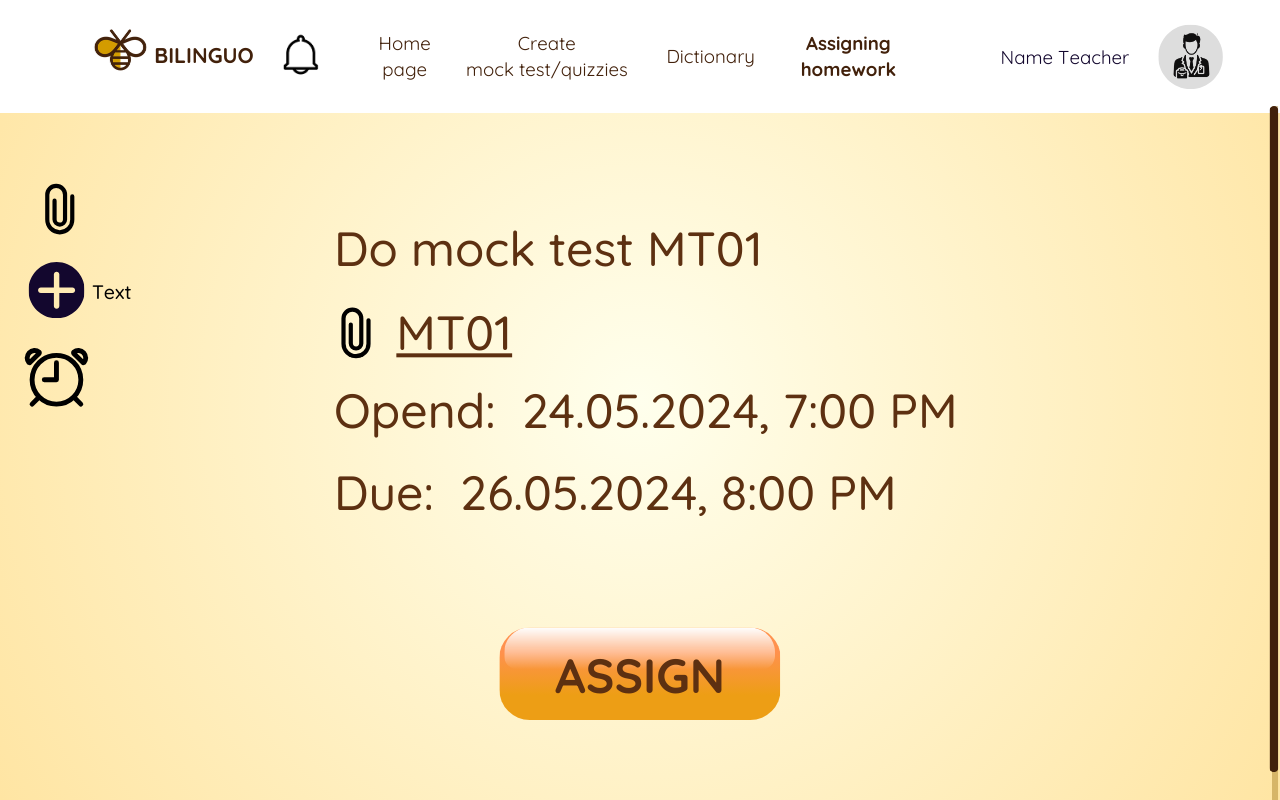 BILINGUO
Home
page
Create
mock test/quizzies
Dictionary
Assigning
homework
Name Teacher
Text
Do mock test MT01
MT01
Opend: 24.05.2024, 7:00 PM
Due: 26.05.2024, 8:00 PM
ASSIGN